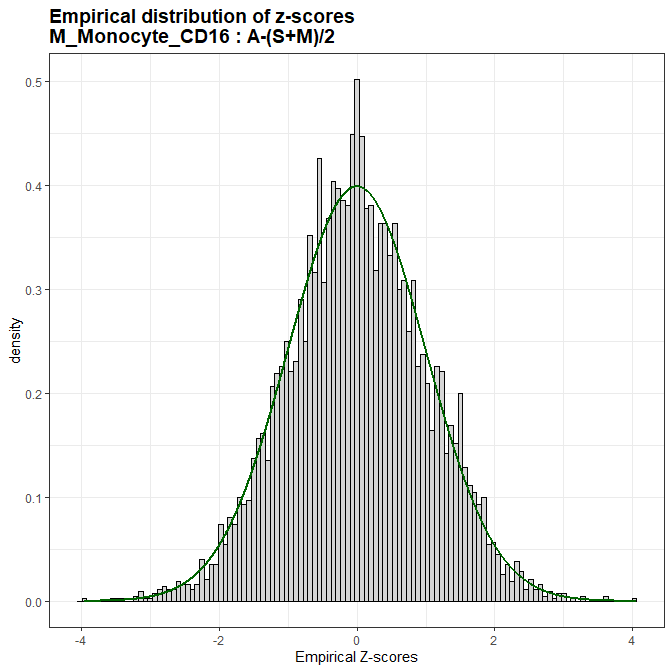 Empirical distribution of z-scores
M_Monocyte_CD16 : A-(S+M)/2
0.5
0.4
0.3
0.2
0.1
0.0
density
-4
-2
0
2
4
Empirical Z-scores